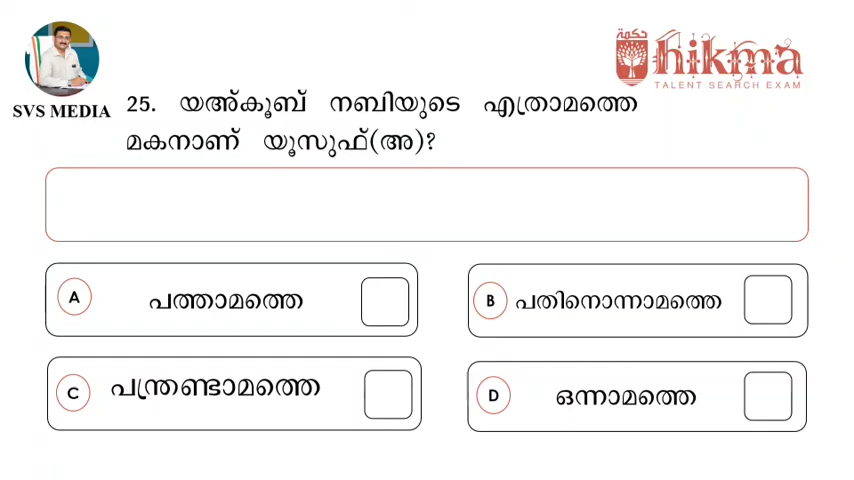 حكمة
hikma
TALENT SEARCH EXAM
SVS MEDIA
25. യഅ്കൂബ് നബിയുടെ എത്രാമത്തെ
മകനാണ് യൂസുഫ്(അ)?
A പത്താമത്തെ
B പതിനൊന്നാമത്തെ
C പന്ത്രണ്ടാമത്തെ
D ഒന്നാമത്തെ